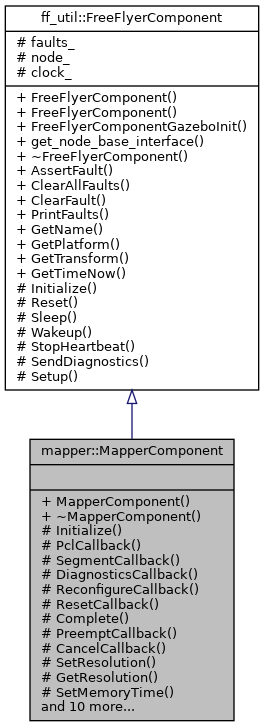 ff_util::FreeFlyerComponent
# faults_
# node_
# clock_
+ FreeFlyerComponent()
+ FreeFlyerComponent()
+ FreeFlyerComponentGazeboInit()
+ get_node_base_interface()
+ ~FreeFlyerComponent()
+ AssertFault()
+ ClearAllFaults()
+ ClearFault()
+ PrintFaults()
+ GetName()
+ GetPlatform()
+ GetTransform()
+ GetTimeNow()
# Initialize()
# Reset()
# Sleep()
# Wakeup()
# StopHeartbeat()
# SendDiagnostics()
# Setup()
mapper::MapperComponent
+ MapperComponent()
+ ~MapperComponent()
# Initialize()
# PclCallback()
# SegmentCallback()
# DiagnosticsCallback()
# ReconfigureCallback()
# ResetCallback()
# Complete()
# PreemptCallback()
# CancelCallback()
# SetResolution()
# GetResolution()
# SetMemoryTime()
and 10 more...